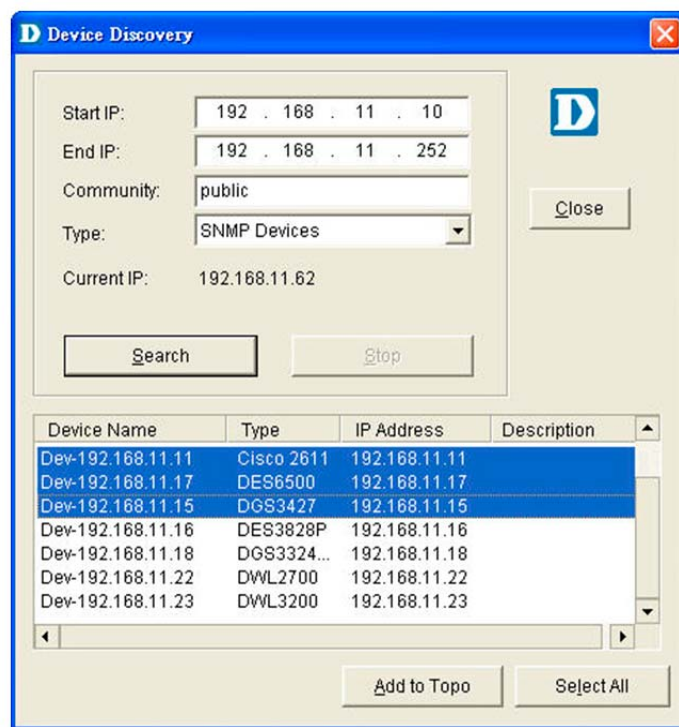 D Device Discovery
Start IP: 192 . 168 . 11 . 10
D
End IP: 192 . 168 . 11 . 252
Community: public
Close
Type: SNMP Devices
Current IP: 192.168.11.62
Search Stop
Device Name Type IP Address Description
Dev-192.168.11.11 Cisco 2611 192.168.11.11
Dev-192.168.11.17 DES6500 192.168.11.17
Dev-192.168.11.15 DGS3427 192.168.11.15
Dev-192.168.11.16 DES3828P 192.168.11.16
Dev-192.168.11.18 DGS3324... 192.168.11.18
Dev-192.168.11.22 DWL2700 192.168.11.22
Dev-192.168.11.23 DWL3200 192.168.11.23
Add to Topo Select All